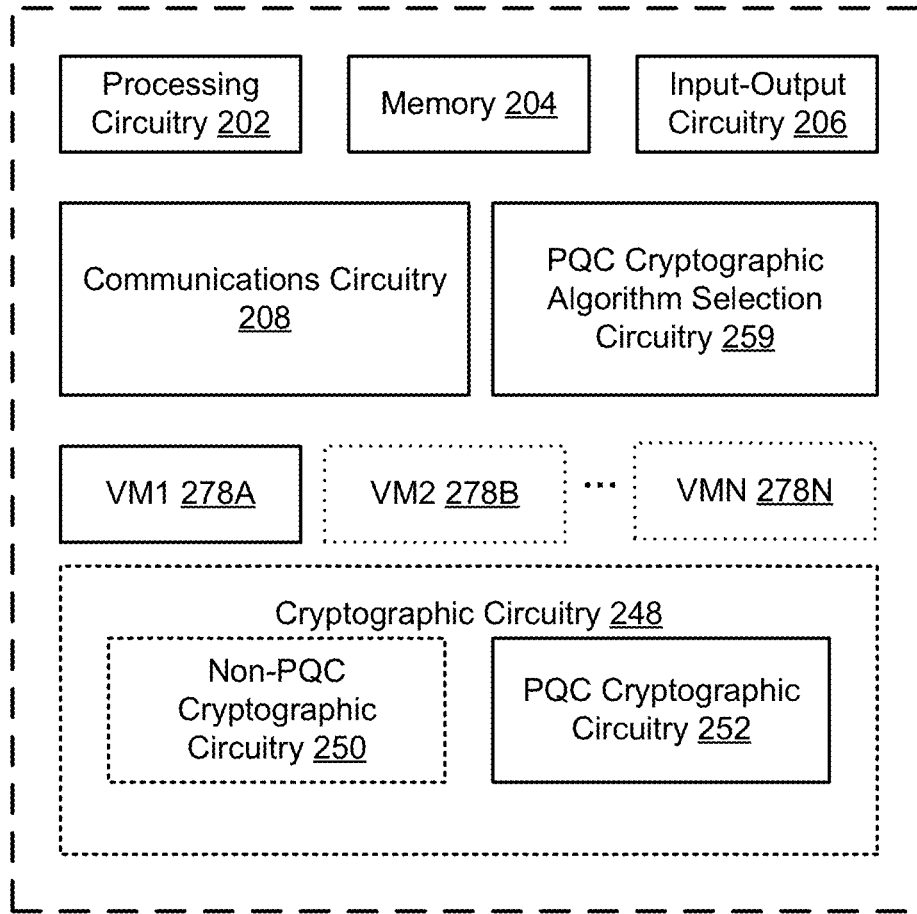 Processing
Circuitry 202
Memory 204
Input-Output
Circuitry 206
Communications Circuitry
208
PQC Cryptographic
Algorithm Selection
Circuitry 259
VM1 278A
VM2 278B
...
VMN 278N
Cryptographic Circuitry 248
Non-PQC
Cryptographic
Circuitry 250
PQC Cryptographic
Circuitry 252